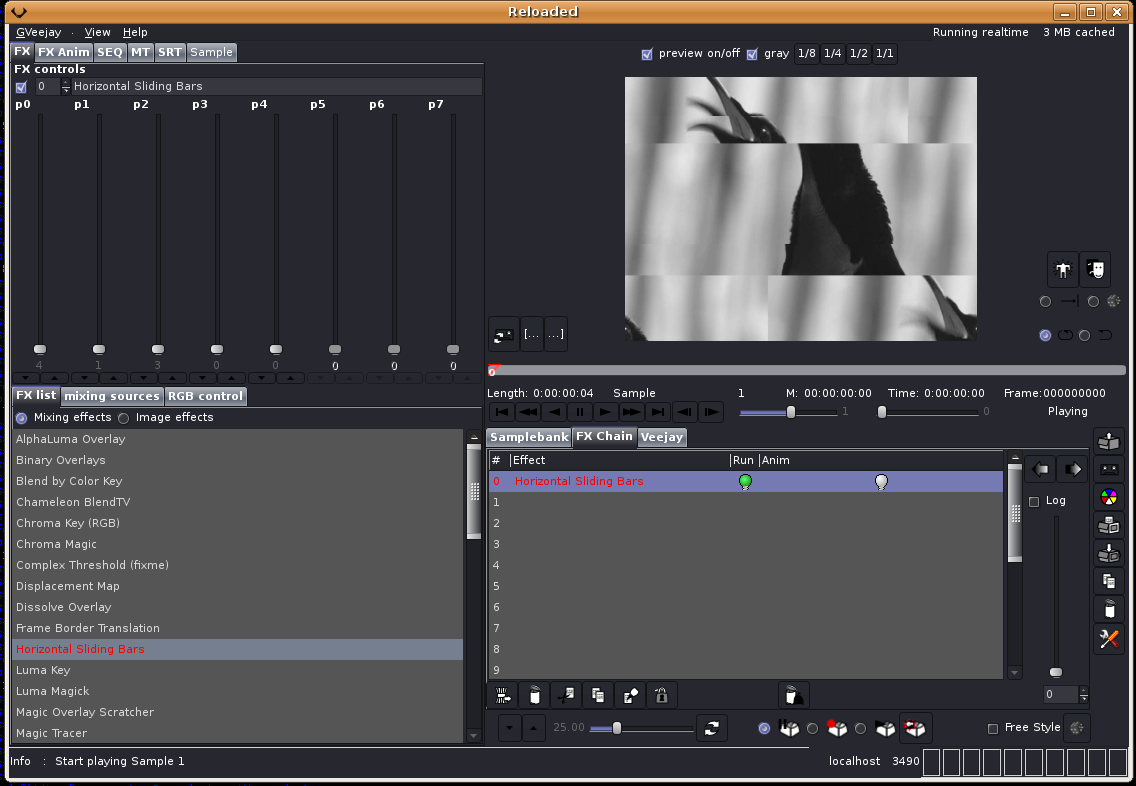 Reloaded
GVeejay · View Help
Running realtime 3 MB cached
FX FX Anim SEQ MT SRT Sample
preview on/off gray 1/8 1/4 1/2 1/1
FX controls
0 Horizontal Sliding Bars
p0 p1 p2 p3 p4 p5 p6 p7
4 1 3 0 0 0 0 0
[... ...]
0
Length: 0:00:00:04 Sample 1 M: 00:00:00:00 Time: 0:00:00:00 Frame:000000000
1 0 Playing
FX list mixing sources RGB control
Mixing effects Image effects
AlphaLuma Overlay
Binary Overlays
Blend by Color Key
Chameleon BlendTV
Chroma Key (RGB)
Chroma Magic
Complex Threshold (fixme)
Displacement Map
Dissolve Overlay
Frame Border Translation
Horizontal Sliding Bars
Luma Key
Luma Magick
Magic Overlay Scratcher
Magic Tracer
Samplebank FX Chain Veejay
# Effect Run Anim
0 Horizontal Sliding Bars
1
2
3
4
5
6
7
8
9
Log
0
25.00
Free Style
Info : Start playing Sample 1
localhost 3490